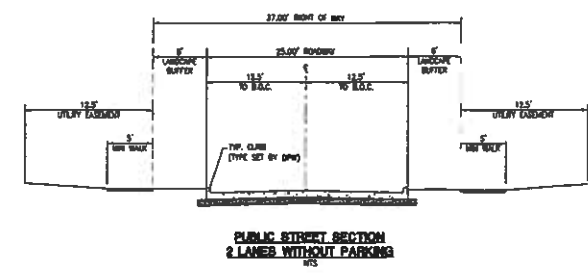 37.00' RIGHT OF WAY
6' 25.00' ROADWAY 6'
LANDSCAPE BUFFER
LANDSCAPE BUFFER
12.5' TO B.O.C.
12.5' TO B.O.C.
12.5' UTILITY EASEMENT
12.5' UTILITY EASEMENT
5' MIN WALK
5' MIN WALK
TYP. CURB
(TYPE SET BY DPW)
PUBLIC STREET SECTION
2 LANES WITHOUT PARKING
NTS